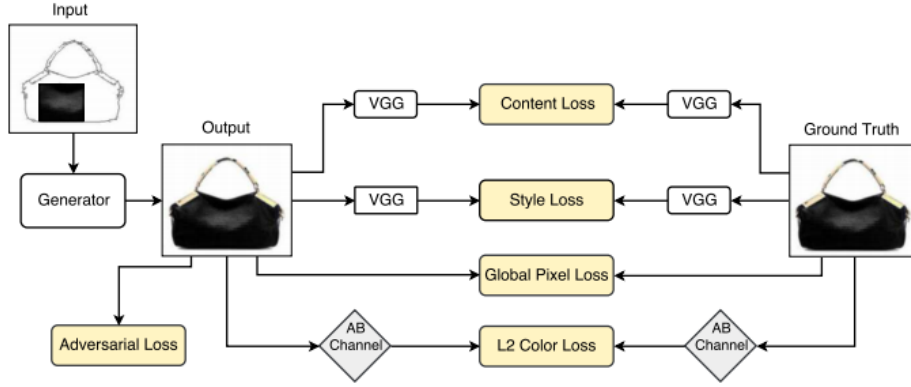 Input
VGG
Content Loss
VGG
Output
Ground Truth
Generator
VGG
Style Loss
VGG
Global Pixel Loss
Adversarial Loss
AB
Channel
L2 Color Loss
AB
Channel